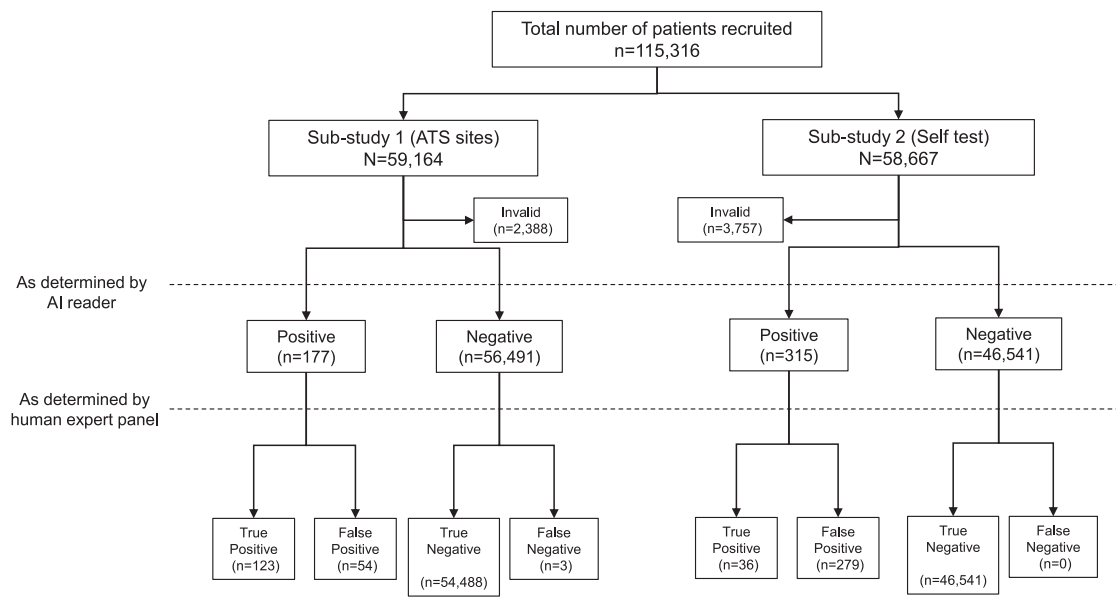 Total number of patients recruited
n=115,316
Sub-study 1 (ATS sites)
N=59,164
Sub-study 2 (Self test)
N=58,667
Invalid
(n=2,388)
Invalid
(n=3,757)
As determined by
AI reader
Positive
(n=177)
Negative
(n=56,491)
Positive
(n=315)
Negative
(n=46,541)
As determined by
human expert panel
True
Positive
(n=123)
False
Positive
(n=54)
True
Negative
(n=54,488)
False
Negative
(n=3)
True
Positive
(n=36)
False
Positive
(n=279)
True
Negative
(n=46,541)
False
Negative
(n=0)